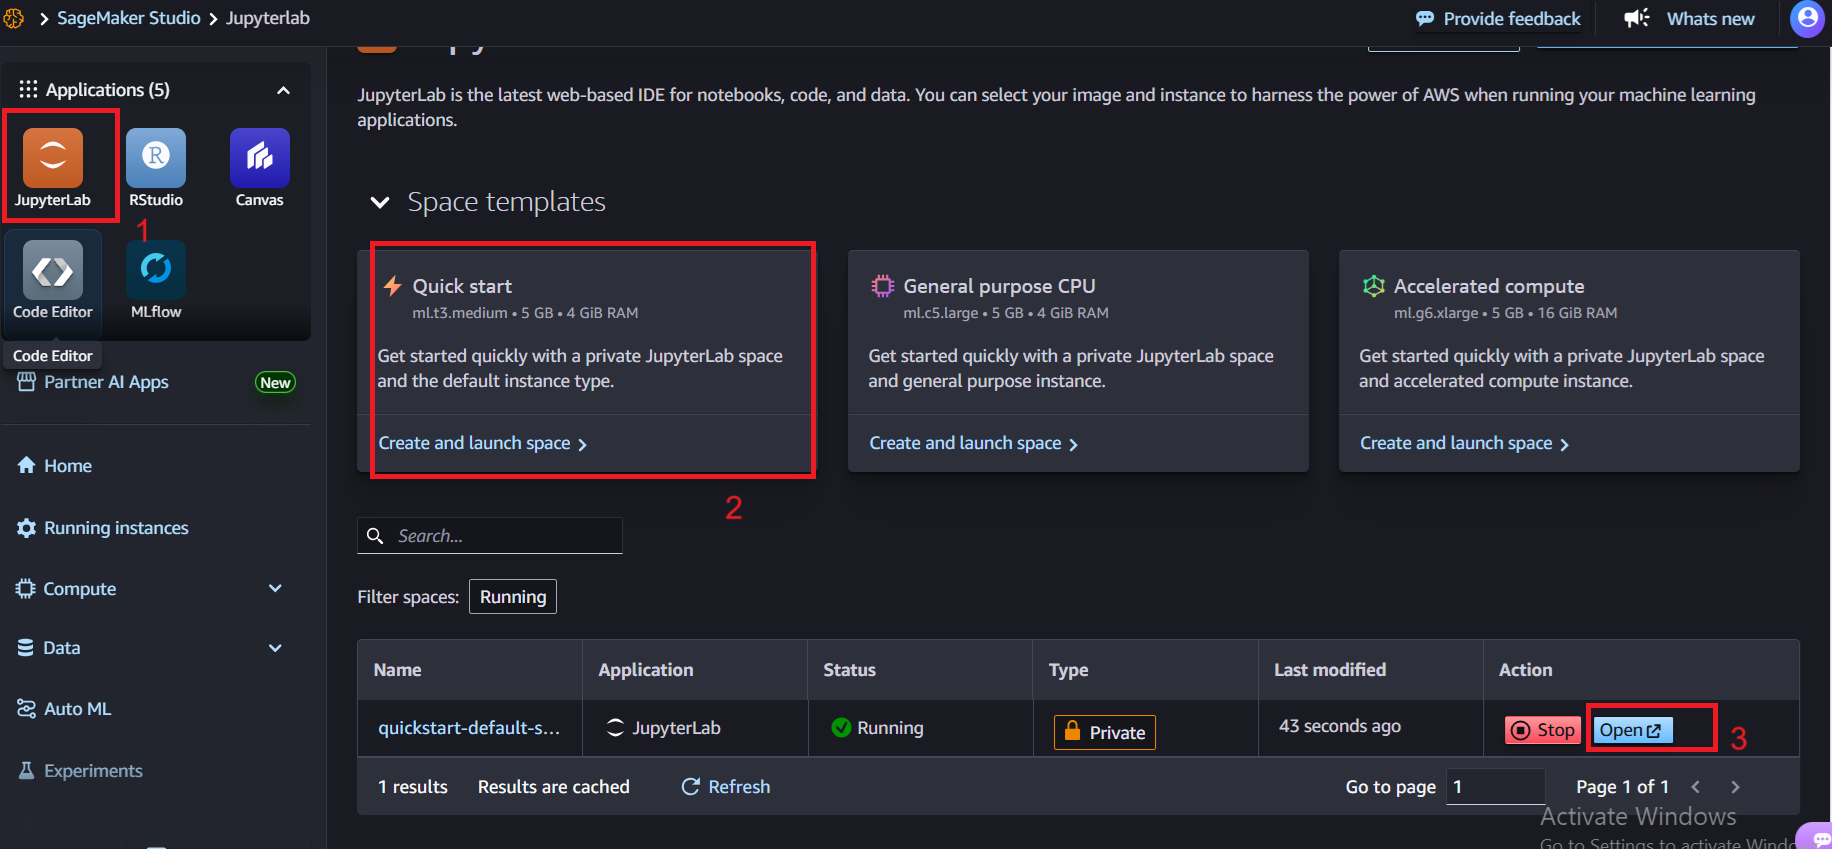 SageMaker Studio
Jupyterlab
Provide feedback
Whats new
Applications (5)
JupyterLab
RStudio
Canvas
1
Code Editor
MLflow
Code Editor
Partner AI Apps
New
Home
Running instances
Compute
Data
Auto ML
Experiments
JupyterLab is the latest web-based IDE for notebooks, code, and data. You can select your image and instance to harness the power of AWS when running your machine learning
applications.
Space templates
Quick start
ml.t3.medium • 5 GB • 4 GiB RAM
Get started quickly with a private JupyterLab space
and the default instance type.
Create and launch space
General purpose CPU
ml.c5.large • 5 GB • 4 GiB RAM
Get started quickly with a private JupyterLab space
and general purpose instance.
Create and launch space
Accelerated compute
ml.g6.xlarge • 5 GB • 16 GiB RAM
Get started quickly with a private JupyterLab space
and accelerated compute instance.
Create and launch space
2
Search...
Filter spaces: Running
Name Application Status Type Last modified Action
quickstart-default-s... JupyterLab Running Private 43 seconds ago Stop Open 3
1 results Results are cached Refresh Go to page 1 Page 1 of 1
Activate Windows
Go to Settings to activate Windo